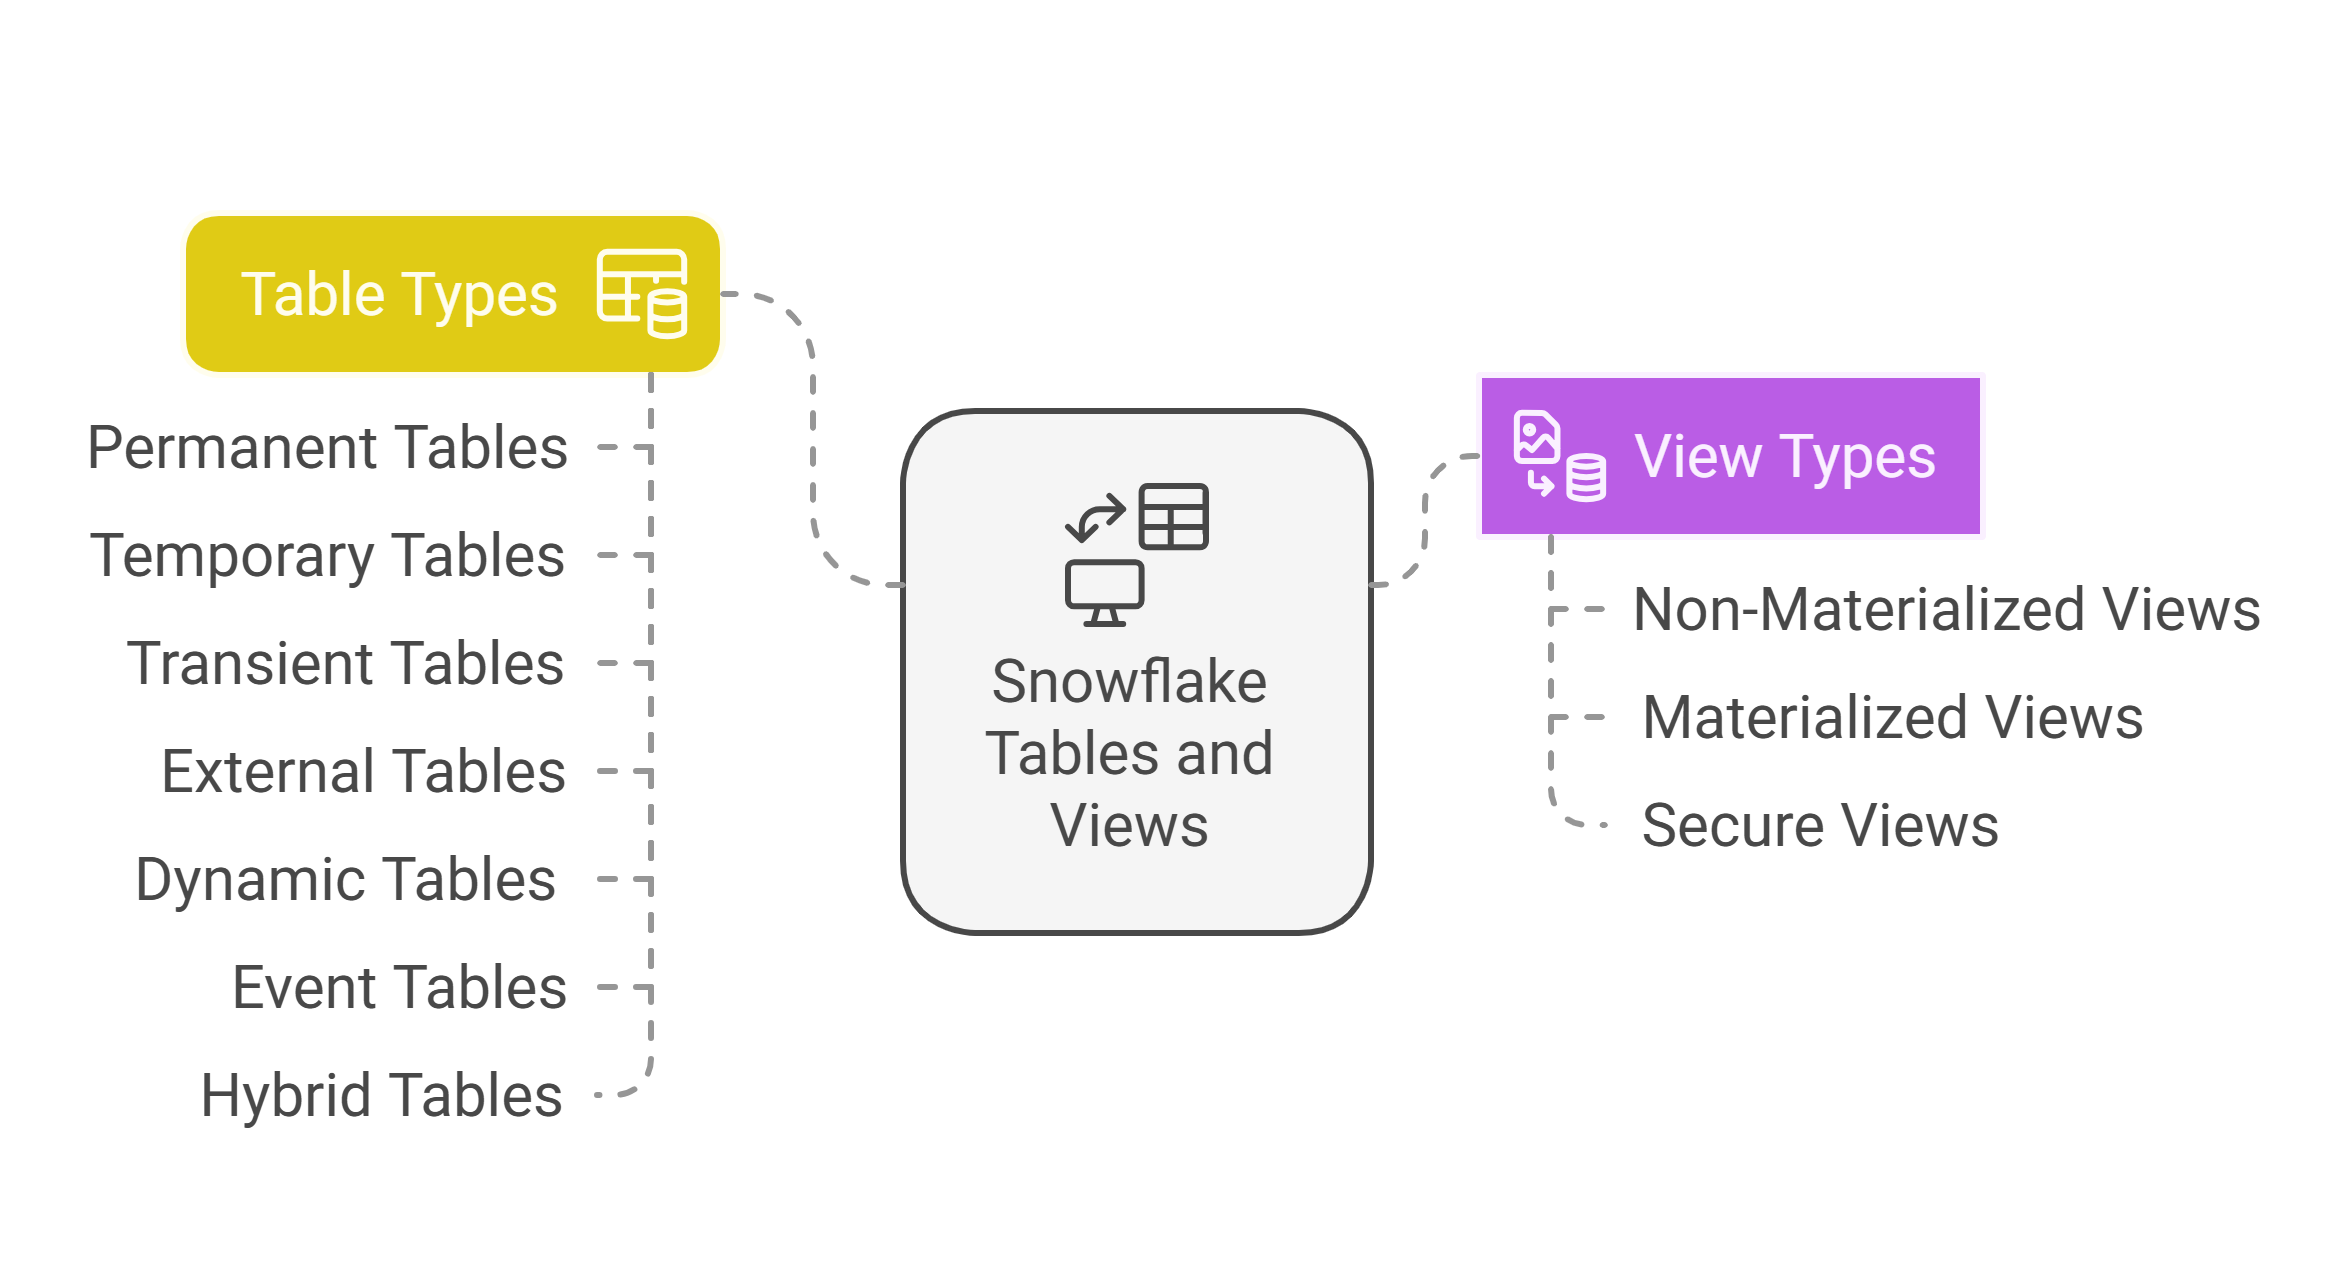 Table Types
Permanent Tables
Temporary Tables
Transient Tables
External Tables
Dynamic Tables
Event Tables
Hybrid Tables
Snowflake
Tables and
Views
View Types
Non-Materialized Views
Materialized Views
Secure Views